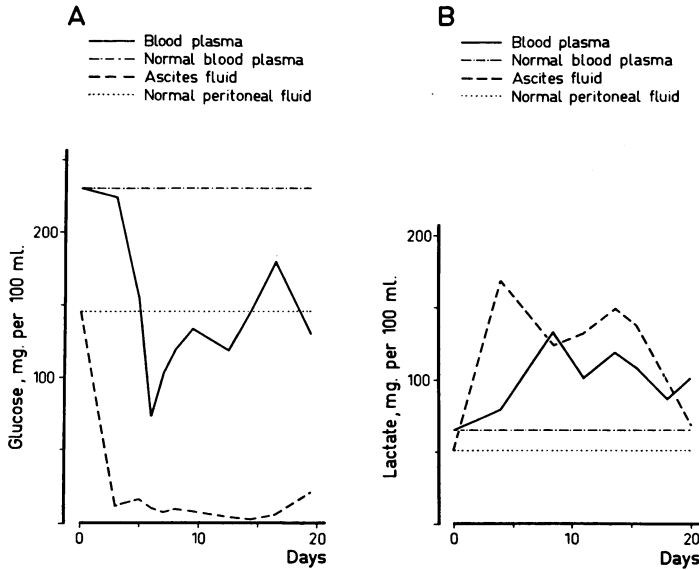 A
Blood plasma
Normal blood plasma
Ascites fluid
Normal peritoneal fluid
200
100
Glucose, mg. per 100 ml.
0
10
20
Days
B
Blood plasma
Normal blood plasma
Ascites fluid
Normal peritoneal fluid
200
100
0
Lactate, mg. per 100 ml.
0
10
20
Days